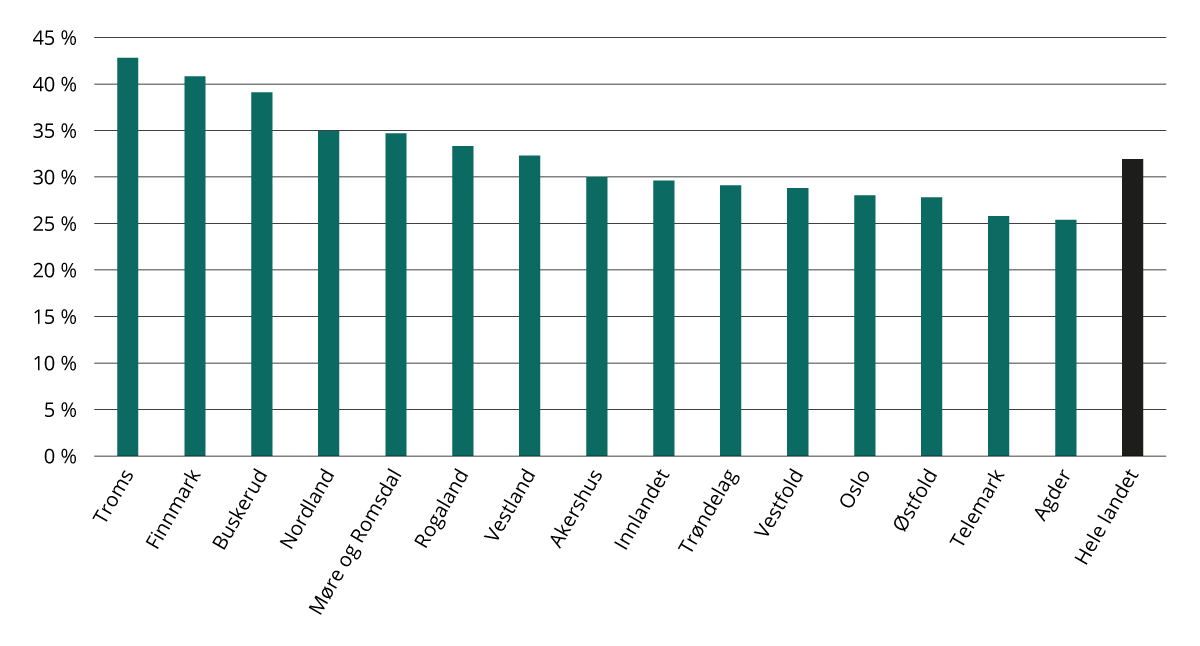 45 %
40 %
35 %
30 %
25 %
20 %
15 %
10 %
5 %
0 %
Troms
Finnmark
Buskerud
Nordland
Møre og Romsdal
Rogaland
Vestland
Akershus
Innlandet
Trøndelag
Vestfold
Oslo
Østfold
Telemark
Agder
Hele landet